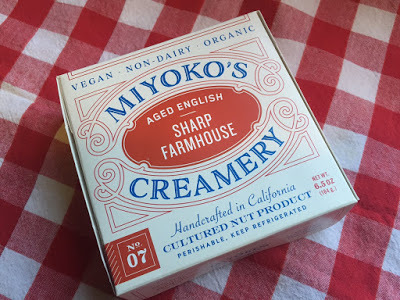 VEGAN · NON-DAIRY · ORGANIC
MIYOKO'S
AGED ENGLISH
SHARP
FARMHOUSE
CREAMERY
Handcrafted in California
CULTURED NUT PRODUCT
PERISHABLE, KEEP REFRIGERATED
NET WT.
6.5 OZ
(184 g)
No.
07